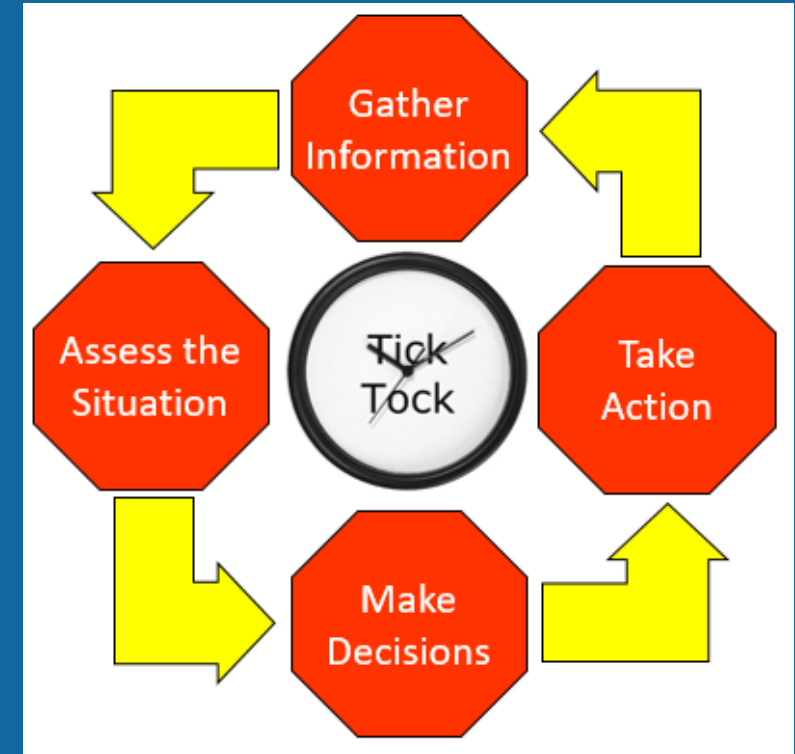 Gather
Information
Assess the
Situation
Tick
Tock
Take
Action
Make
Decisions